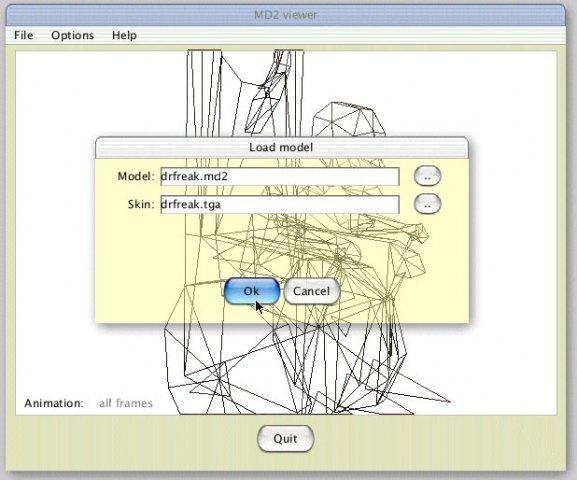 MD2 viewer
File Options Help
Load model
Model: drfreak.md2 ..
Skin: drfreak.tga ..
Ok Cancel
Animation: all frames
Quit